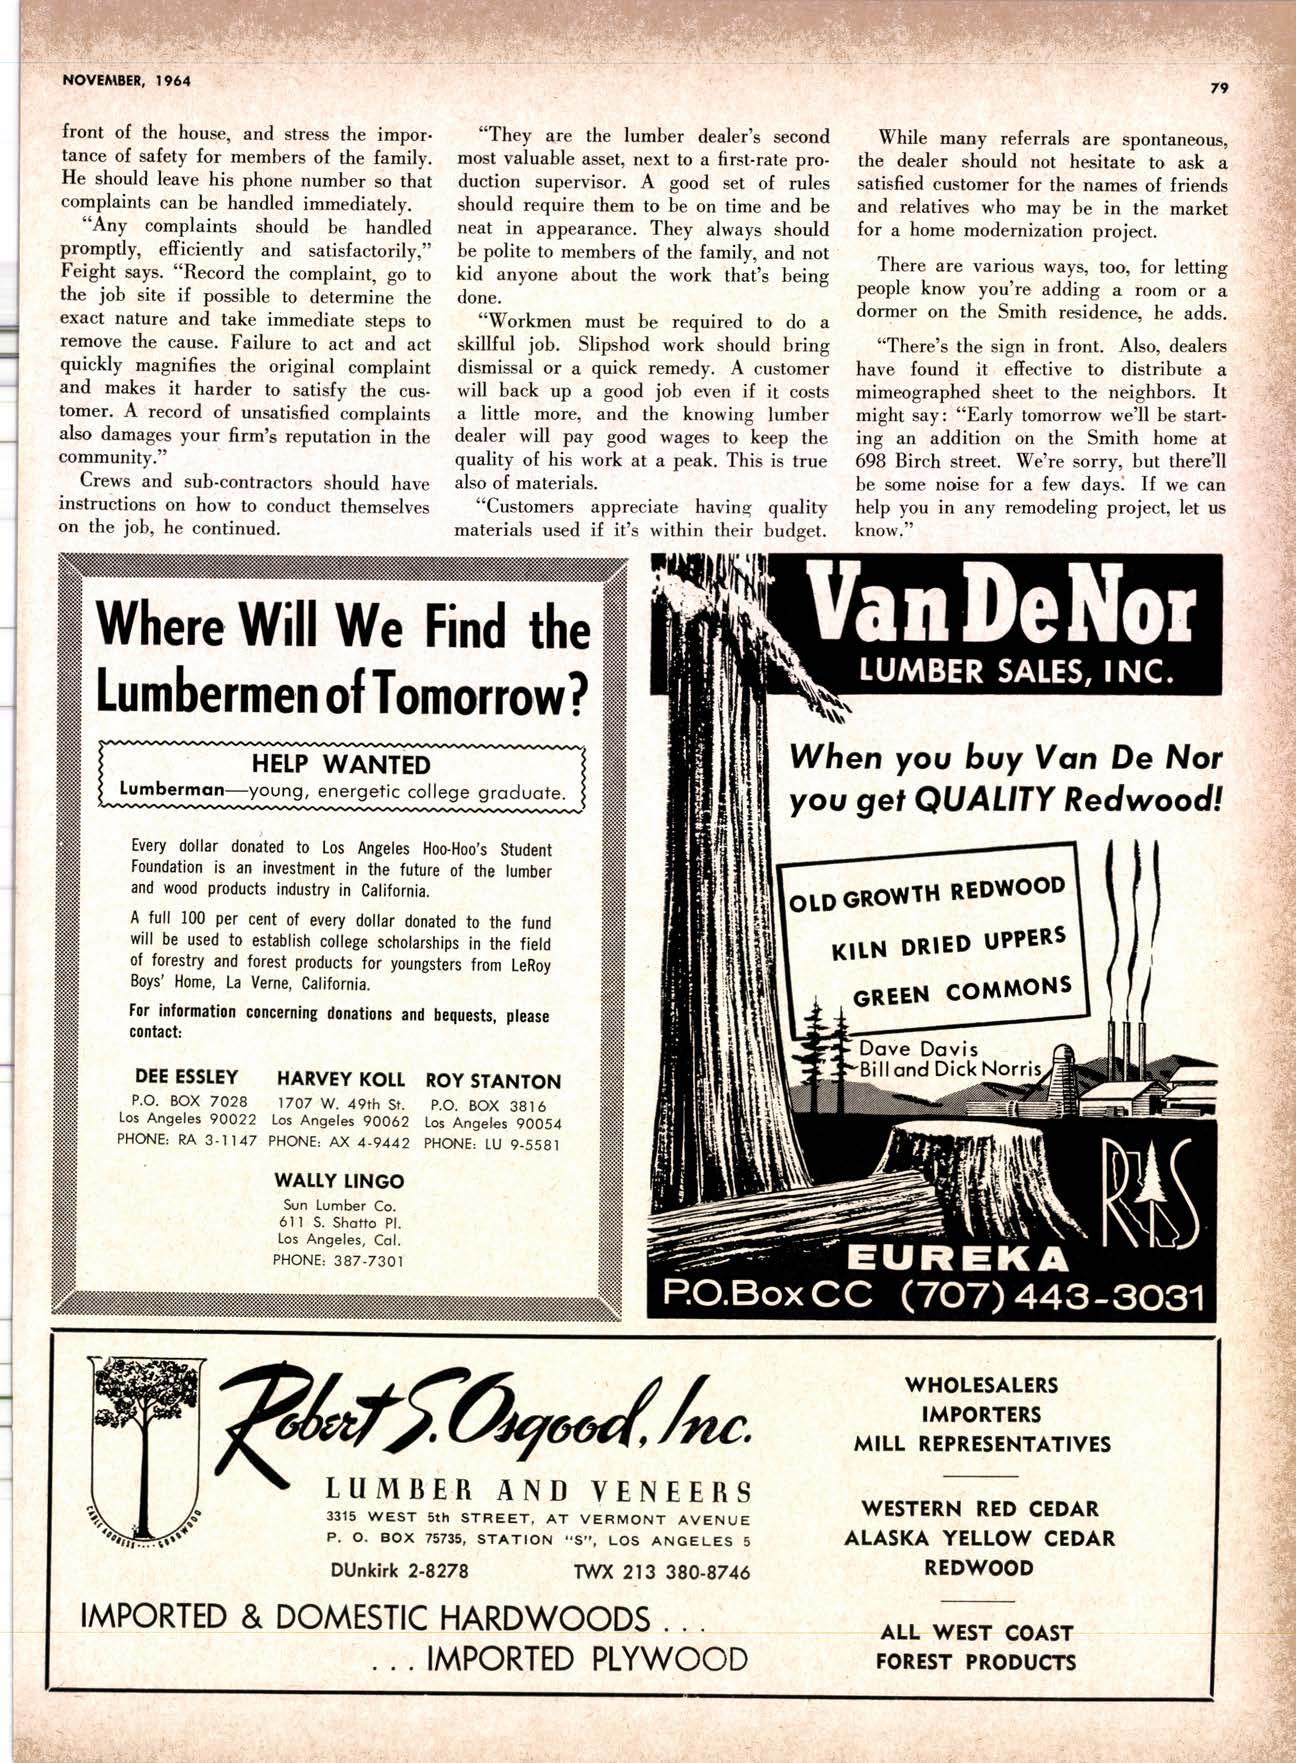 NOVEMBER, 1964
79
front of the house, and stress the impor-
tance of safety for members of the family.
He should leave his phone number so that
complaints can be handled immediately.
“Any complaints should be handled
promptly, efficiently and satisfactorily,”
Feight says. “Record the complaint, go to
the job site if possible to determine the
exact nature and take immediate steps to
remove the cause. Failure to act and act
quickly magnifies the original complaint
and makes it harder to satisfy the cus-
tomer. A record of unsatisfied complaints
also damages your firm's reputation in the
community.”
Crews and sub-contractors should have
instructions on how to conduct themselves
on the job, he continued.
“They are the lumber dealer's second
most valuable asset, next to a first-rate pro-
duction supervisor. A good set of rules
should require them to be on time and be
neat in appearance. They always should
be polite to members of the family, and not
kid anyone about the work that's being
done.
“Workmen must be required to do a
skillful job. Slipshod work should bring
dismissal or a quick remedy. A customer
will back up a good job even if it costs
a little more, and the knowing lumber
dealer will pay good wages to keep the
quality of his work at a peak. This is true
also of materials.
“Customers appreciate having quality
materials used if it's within their budget.
While many referrals are spontaneous,
the dealer should not hesitate to ask a
satisfied customer for the names of friends
and relatives who may be in the market
for a home modernization project.
There are various ways, too, for letting
people know you're adding a room or a
dormer on the Smith residence, he adds.
“There's the sign in front. Also, dealers
have found it effective to distribute a
mimeographed sheet to the neighbors. It
might say: “Early tomorrow we'll be start-
ing an addition on the Smith home at
698 Birch street. We're sorry, but there'll
be some noise for a few days. If we can
help you in any remodeling project, let us
know.”
Where Will We Find the
Lumbermen of Tomorrow?
HELP WANTED
Lumberman—young, energetic college graduate.
Every dollar donated to Los Angeles Hoo-Hoo's Student
Foundation is an investment in the future of the lumber
and wood products industry in California.
A full 100 per cent of every dollar donated to the fund
will be used to establish college scholarships in the field
of forestry and forest products for youngsters from LeRoy
Boys' Home, La Verne, California.
For information concerning donations and bequests, please
contact:
DEE ESSLEY
P.O. BOX 7028
Los Angeles 90022
PHONE: RA 3-1147
HARVEY KOLL
1707 W. 49th St.
Los Angeles 90062
PHONE: AX 4-9442
ROY STANTON
P.O. BOX 3816
Los Angeles 90054
PHONE: LU 9-5581
WALLY LINGO
Sun Lumber Co.
611 S. Shatto Pl.
Los Angeles, Cal.
PHONE: 387-7301
Van De Nor
LUMBER SALES, INC.
When you buy Van De Nor
you get QUALITY Redwood!
OLD GROWTH REDWOOD
KILN DRIED UPPERS
GREEN COMMONS
Dave Davis
Bill and Dick Norris
R S
EUREKA
P.O. Box CC (707) 443-3031
CABLE ADDRESS.... GOODWOOD
Robert S. Osgood, Inc.
LUMBER AND VENEERS
3315 WEST 5th STREET, AT VERMONT AVENUE
P. O. BOX 75735, STATION “S”, LOS ANGELES 5
DUnkirk 2-8278 TWX 213 380-8746
IMPORTED & DOMESTIC HARDWOODS . . .
. . . IMPORTED PLYWOOD
WHOLESALERS
IMPORTERS
MILL REPRESENTATIVES
WESTERN RED CEDAR
ALASKA YELLOW CEDAR
REDWOOD
ALL WEST COAST
FOREST PRODUCTS